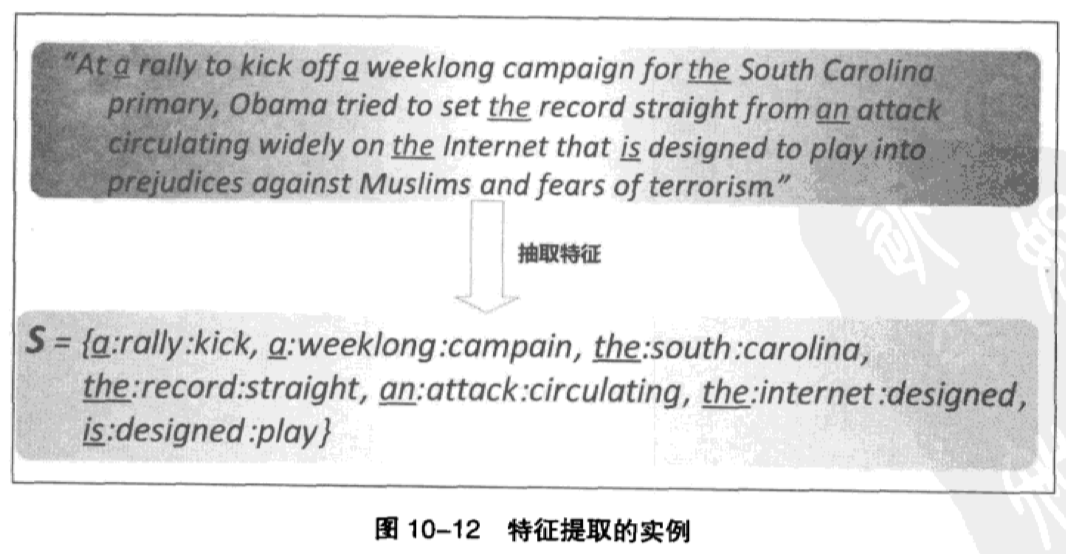 “At a rally to kick off a weeklong campaign for the South Carolina
primary, Obama tried to set the record straight from an attack
circulating widely on the Internet that is designed to play into
prejudices against Muslims and fears of terrorism”
抽取特征
S = {a:rally:kick, a:weeklong:campain, the:south:carolina,
the:record:straight, an:attack:circulating, the:internet:designed,
is:designed:play}
图 10-12 特征提取的实例